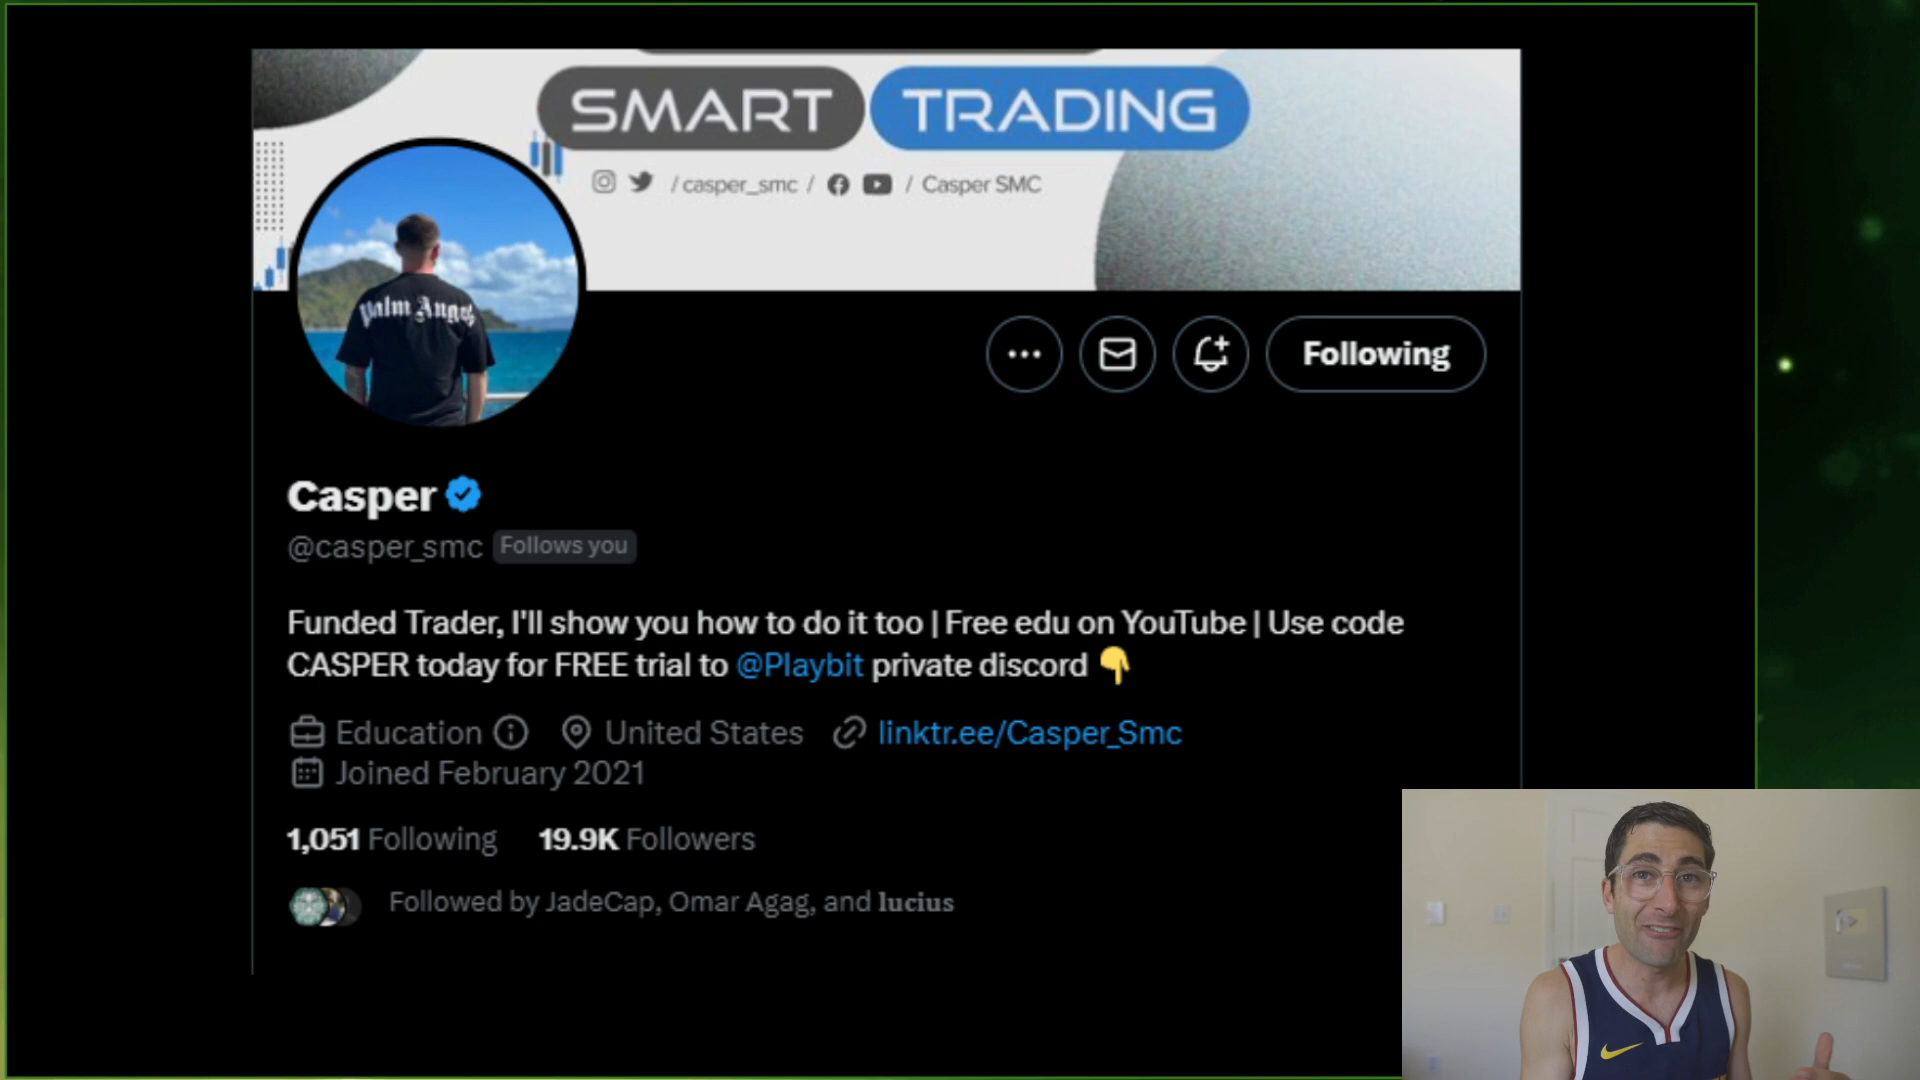 SMART TRADING
/casper_smc / / Casper SMC
Palm Angels
Following
Casper
@casper_smc Follows you
Funded Trader, I'll show you how to do it too | Free edu on YouTube | Use code
CASPER today for FREE trial to @Playbit private discord
Education United States linktr.ee/Casper_Smc
Joined February 2021
1,051 Following 19.9K Followers
Followed by JadeCap, Omar Agag, and lucius